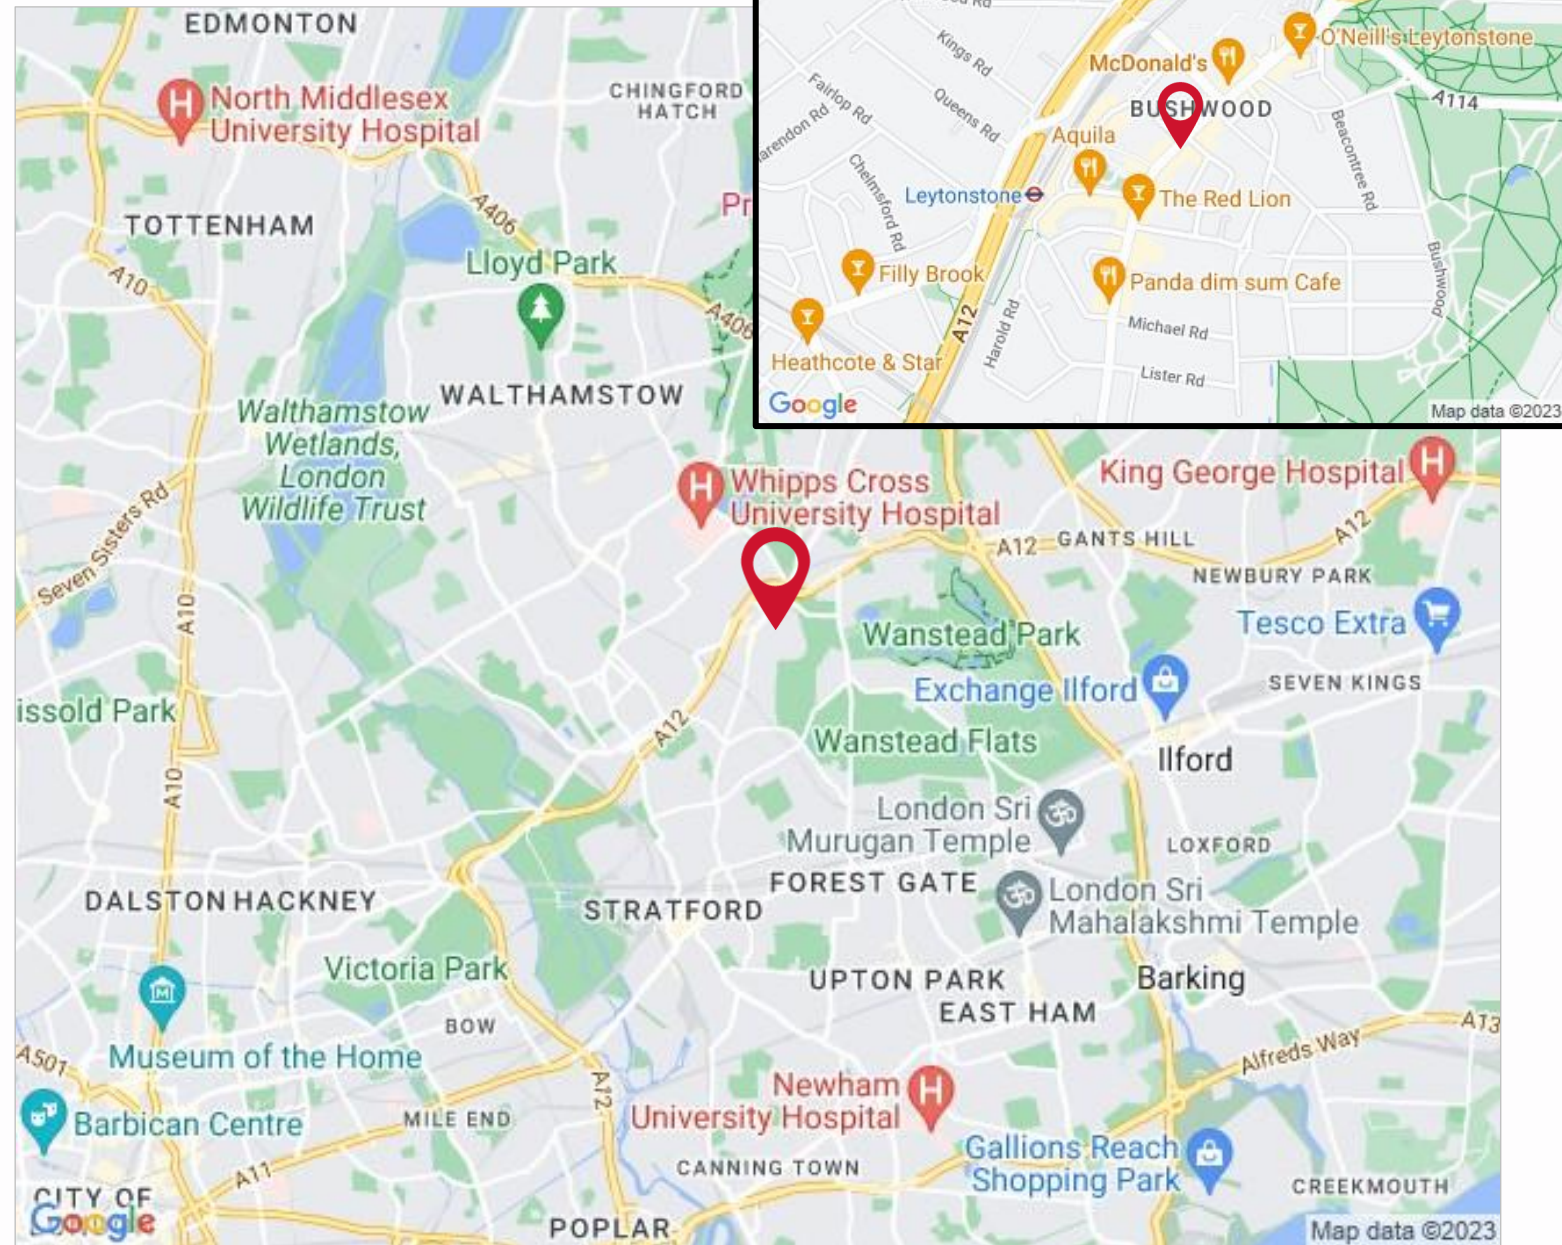 EDMONTON
North Middlesex
University Hospital
CHINGFORD
HATCH
TOTTENHAM
A406
Pr
A10
Lloyd Park
A406
WALTHAMSTOW
Walthamstow
Wetlands,
London
Wildlife Trust
Seven Sisters Rd
Whipps Cross
University Hospital
King George Hospital
A12
GANTS HILL
A12
NEWBURY PARK
A10
Wanstead Park
Tesco Extra
Exchange Ilford
SEVEN KINGS
issold Park
A12
Wanstead Flats
Ilford
A10
London Sri
Murugan Temple
LOXFORD
FOREST GATE
London Sri
Mahalakshmi Temple
DALSTON
HACKNEY
STRATFORD
Victoria Park
UPTON PARK
Barking
EAST HAM
BOW
A13
A501
Museum of the Home
Alfreds Way
A12
Newham
University Hospital
Barbican Centre
MILE END
Gallions Reach
Shopping Park
A11
CANNING TOWN
CREEKMOUTH
CITY OF
Google
POPLAR
Map data ©2023
Kings Rd
O'Neill's Leytonstone
McDonald's
Fairlop Rd
Queens Rd
BUSHWOOD
A114
arendon Rd
Aquila
Beacontree Rd
Chelmsford Rd
Leytonstone
The Red Lion
Filly Brook
Panda dim sum Cafe
Bushwood
A12
Harold Rd
Michael Rd
Heathcote & Star
Lister Rd
Google
Map data ©2023